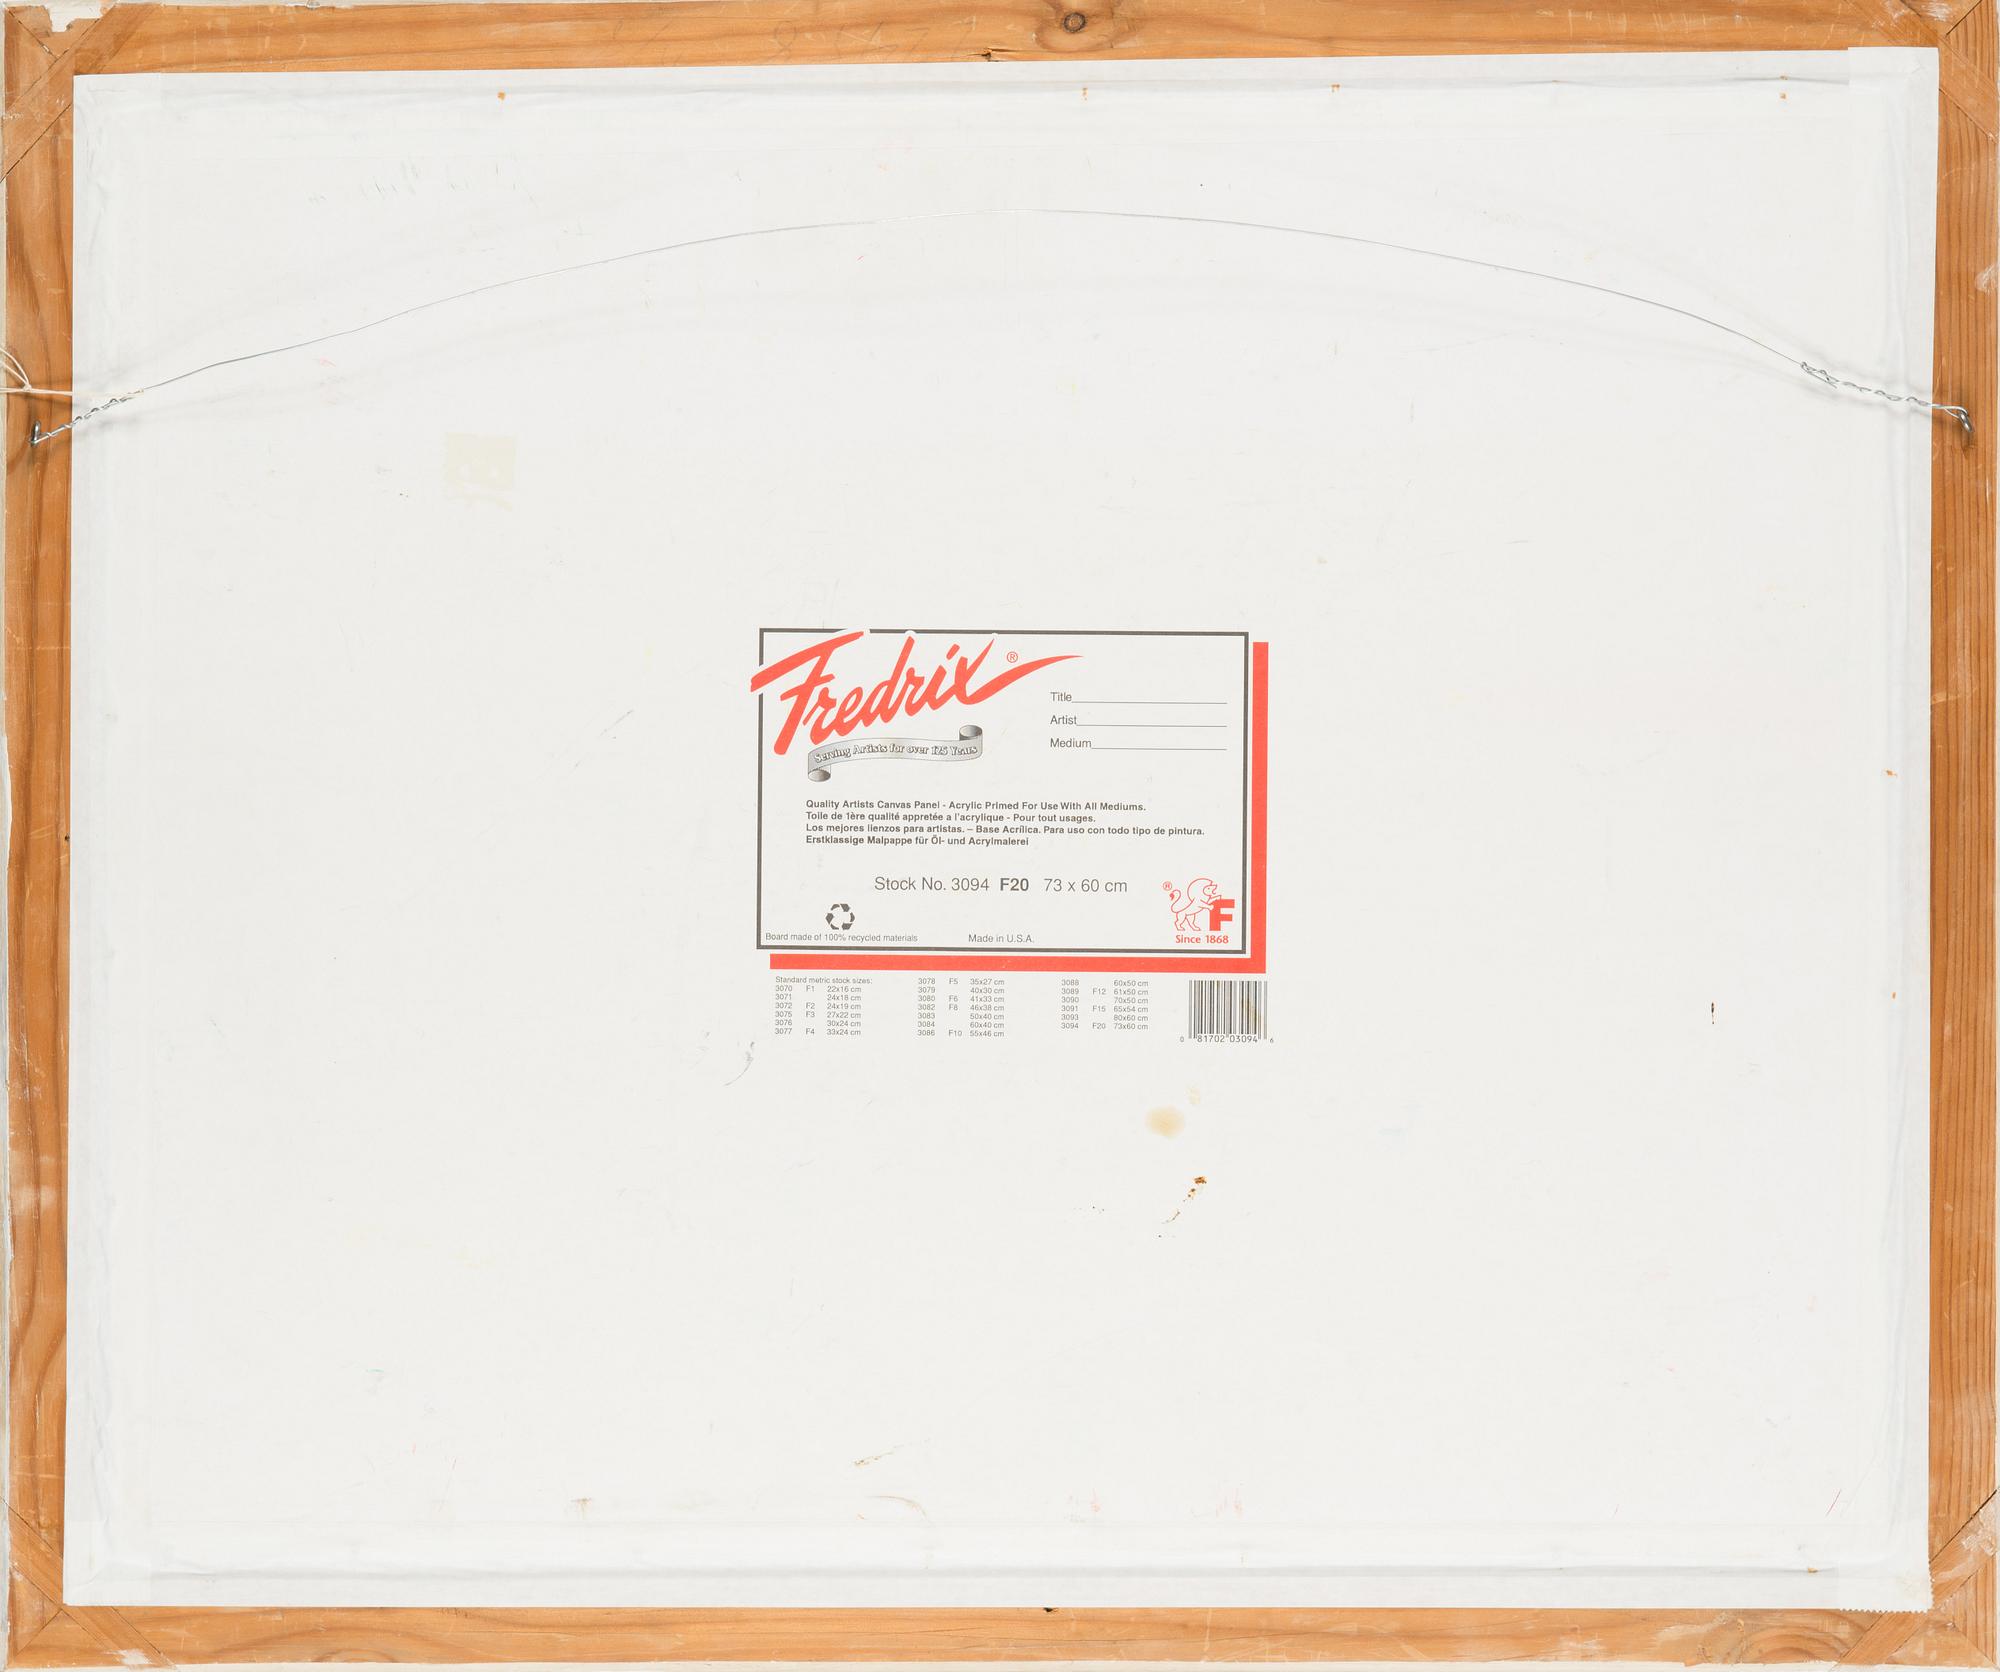 Fredrix ®
Serving Artists for over 125 Years
Title
Artist
Medium
Quality Artists Canvas Panel - Acrylic Primed For Use With All Mediums.
Toile de 1ère qualité appretée a l'acrylique - Pour tout usages.
Los mejores lienzos para artistas. – Base Acrílica. Para uso con todo tipo de pintura.
Erstklassige Malpappe für Öl- und Acrylmalerei
Stock No. 3094 F20 73 x 60 cm
® F
Since 1868
Board made of 100% recycled materials
Made in U.S.A.
Standard metric stock sizes:
3070 F1 22x16 cm
3071 24x18 cm
3072 F2 24x19 cm
3075 F3 27x22 cm
3076 30x24 cm
3077 F4 33x24 cm
3078 F5 35x27 cm
3079 40x30 cm
3080 F6 41x33 cm
3082 F8 46x38 cm
3083 50x40 cm
3084 60x40 cm
3086 F10 55x46 cm
3088 60x50 cm
3089 F12 61x50 cm
3090 70x50 cm
3091 F15 65x54 cm
3093 80x60 cm
3094 F20 73x60 cm
0 81702 03094 6